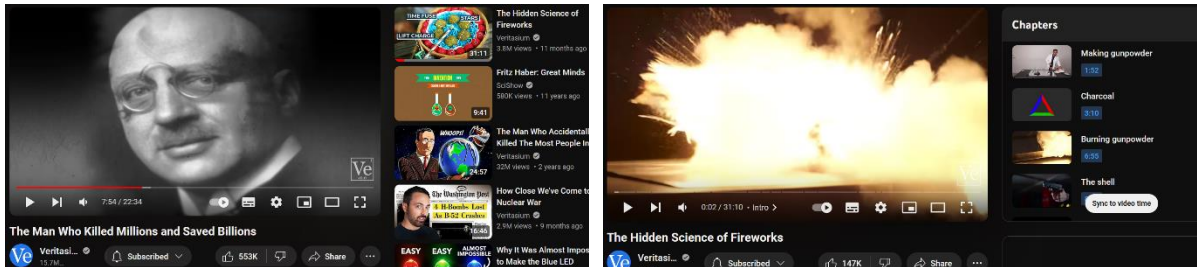 Ve
7:54 / 22:34
The Man Who Killed Millions and Saved Billions
Ve
Veritasi...
15.7M...
Subscribed
553K
Share
TIME FUSE
STARS
LIFT CHARGE
31:11
The Hidden Science of
Fireworks
Veritasium
3.8M views • 11 months ago
9:41
Fritz Haber: Great Minds
SciShow
580K views • 11 years ago
WHOOPS!
24:57
The Man Who Accidentall
Killed The Most People In
Veritasium
32M views • 2 years ago
The Washington Post
4 H-Bombs Lost
As B-52 Crashes
16:46
How Close We've Come to
Nuclear War
Veritasium
2.9M views • 9 months ago
EASY
EASY
ALMOST
IMPOSSIBLE
Why It Was Almost Impos
to Make the Blue LED
Ve
0:02 / 31:10 • Intro
The Hidden Science of Fireworks
Ve
Veritasi...
Subscribed
147K
Share
Chapters
Making gunpowder
1:52
Charcoal
3:10
Burning gunpowder
6:55
The shell
Sync to video time